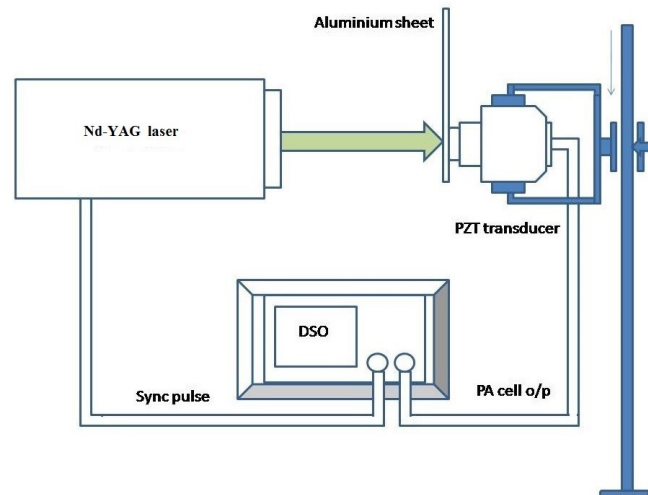 Aluminium sheet
Nd-YAG laser
PZT transducer
DSO
Sync pulse
PA cell o/p